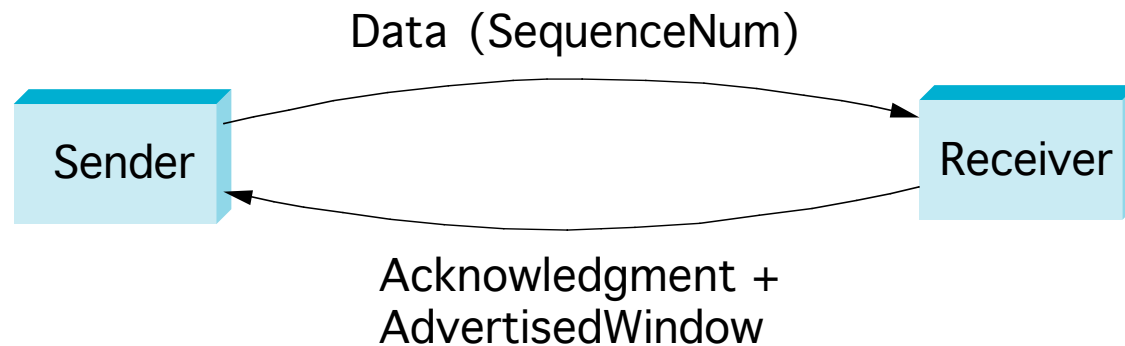 Data (SequenceNum)
Sender
Receiver
Acknowledgment +
AdvertisedWindow